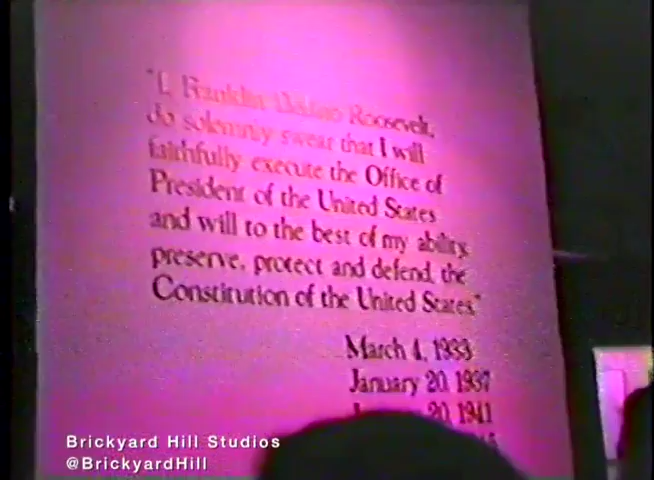 "I, Franklin Delano Roosevelt,
do solemnly swear that I will
faithfully execute the Office of
President of the United States
and will to the best of my ability,
preserve, protect and defend, the
Constitution of the United States."
March 4, 1933
January 20, 1937
20, 1941
Brickyard Hill Studios
@BrickyardHill